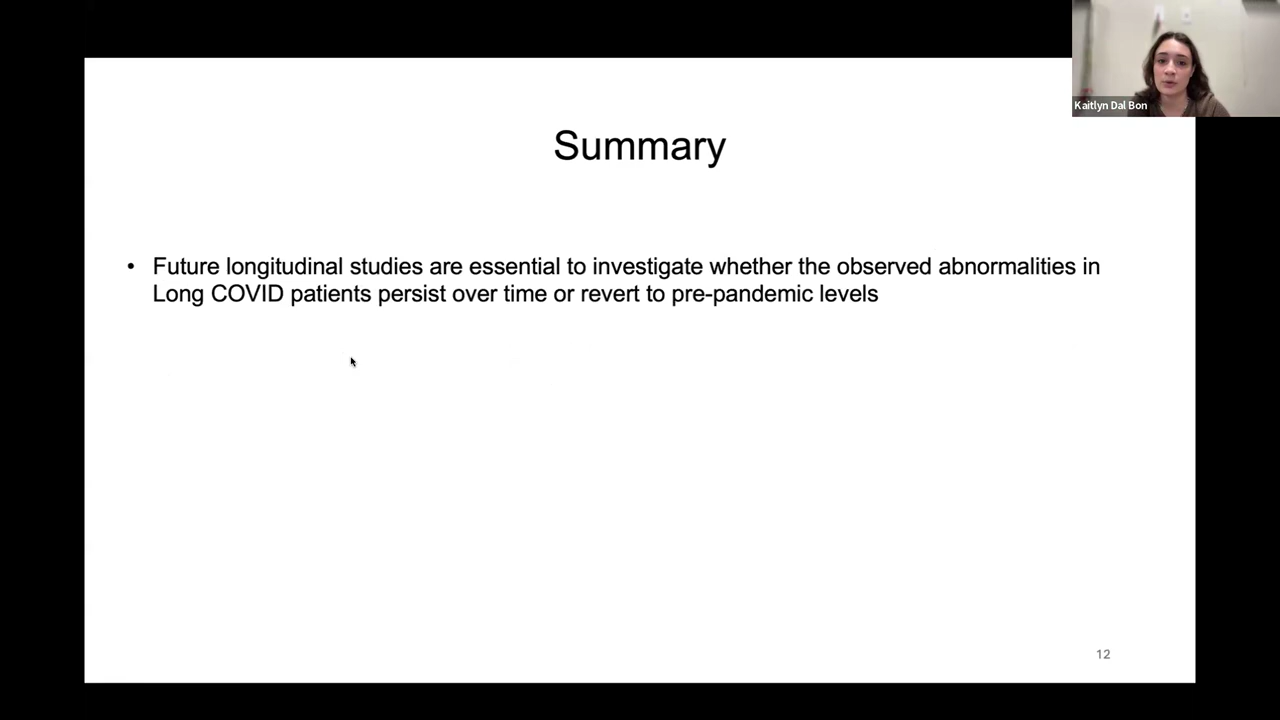 Kaitlyn Dal Bon
Summary
• Future longitudinal studies are essential to investigate whether the observed abnormalities in
Long COVID patients persist over time or revert to pre-pandemic levels
12